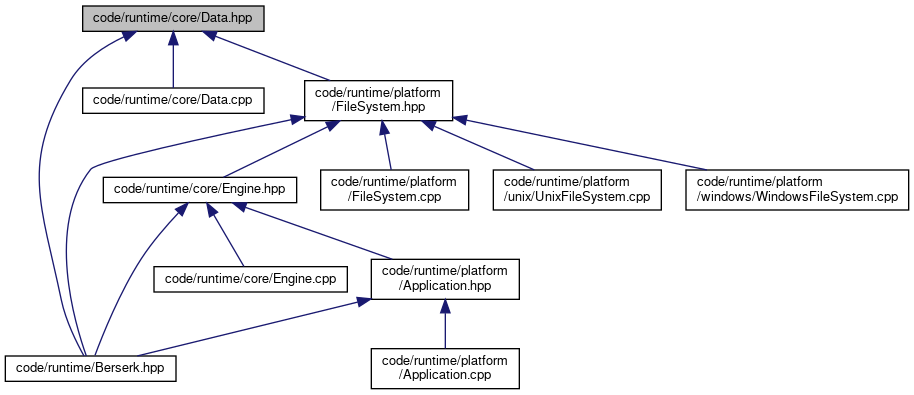 code/runtime/core/Data.hpp
code/runtime/core/Data.cpp
code/runtime/platform
/FileSystem.hpp
code/runtime/core/Engine.hpp
code/runtime/platform
/FileSystem.cpp
code/runtime/platform
/unix/UnixFileSystem.cpp
code/runtime/platform
/windows/WindowsFileSystem.cpp
code/runtime/core/Engine.cpp
code/runtime/platform
/Application.hpp
code/runtime/Berserk.hpp
code/runtime/platform
/Application.cpp